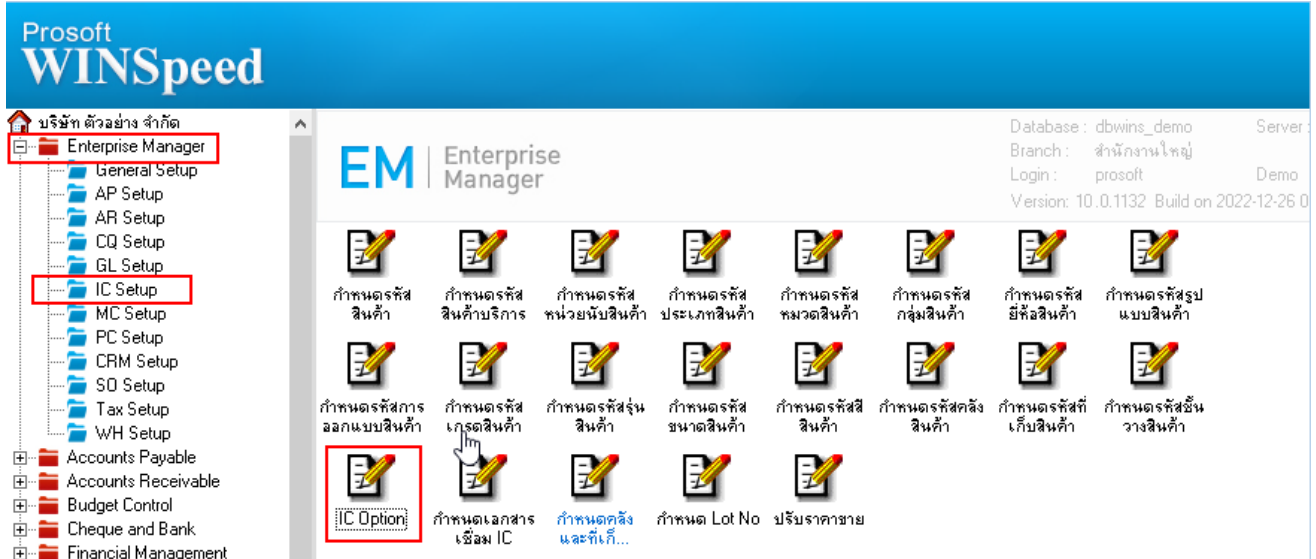 Prosoft
WINSpeed
บริษัท ตัวอย่าง จำกัด
Enterprise Manager
General Setup
AP Setup
AR Setup
CQ Setup
GL Setup
IC Setup
MC Setup
PC Setup
CRM Setup
SO Setup
Tax Setup
WH Setup
Accounts Payable
Accounts Receivable
Budget Control
Cheque and Bank
Financial Management
EM Enterprise
Manager
Database : dbwins_demo Server :
Branch : สำนักงานใหญ่
Login : prosoft Demo
Version: 10.0.1132 Build on 2022-12-26 0
กำหนดรหัส กำหนดรหัส กำหนดรหัส กำหนดรหัส กำหนดรหัส กำหนดรหัส กำหนดรหัส กำหนดรหัสรูป
สินค้า สินค้าบริการ หน่วยนับสินค้า ประเภทสินค้า หมวดสินค้า กลุ่มสินค้า ยี่ห้อสินค้า แบบสินค้า
กำหนดรหัสการ กำหนดรหัส กำหนดรหัสรุ่น กำหนดรหัส กำหนดรหัสสี กำหนดรหัสคลัง กำหนดรหัสที่ กำหนดรหัสชั้น
ออกแบบสินค้า เกรดสินค้า สินค้า ขนาดสินค้า สินค้า สินค้า เก็บสินค้า วางสินค้า
IC Option กำหนดเอกสาร กำหนดคลัง กำหนด Lot No ปรับราคาขาย
เชื่อม IC และที่เก็...